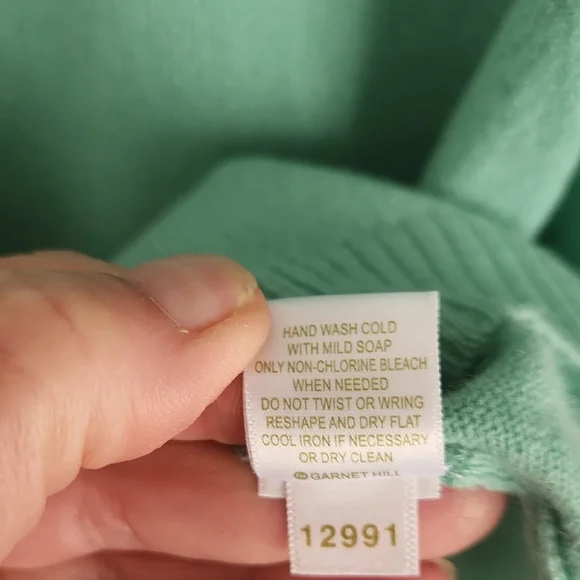 HAND WASH COLD
WITH MILD SOAP
ONLY NON-CHLORINE BLEACH
WHEN NEEDED
DO NOT TWIST OR WRING
RESHAPE AND DRY FLAT
COOL IRON IF NECESSARY
OR DRY CLEAN
© GARNET HILL
12991